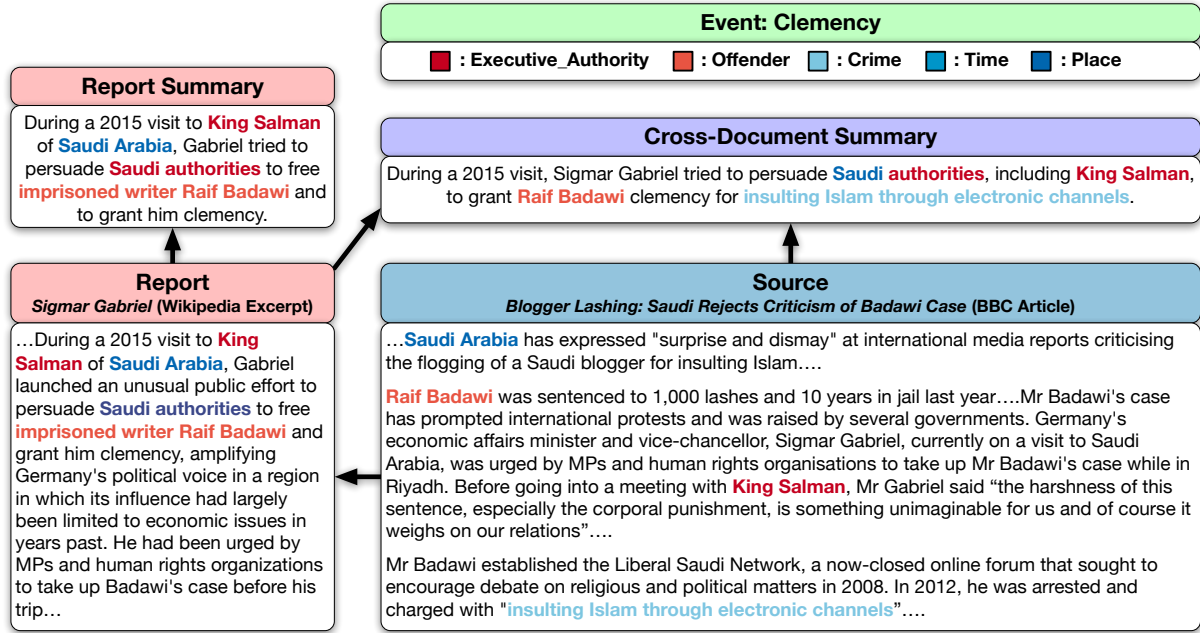 Event: Clemency
: Executive_Authority : Offender : Crime : Time : Place
Report Summary
During a 2015 visit to King Salman
of Saudi Arabia, Gabriel tried to
persuade Saudi authorities to free
imprisoned writer Raif Badawi and
to grant him clemency.
Cross-Document Summary
During a 2015 visit, Sigmar Gabriel tried to persuade Saudi authorities, including King Salman,
to grant Raif Badawi clemency for insulting Islam through electronic channels.
Report
Sigmar Gabriel (Wikipedia Excerpt)
…During a 2015 visit to King
Salman of Saudi Arabia, Gabriel
launched an unusual public effort to
persuade Saudi authorities to free
imprisoned writer Raif Badawi and
grant him clemency, amplifying
Germany's political voice in a region
in which its influence had largely
been limited to economic issues in
years past. He had been urged by
MPs and human rights organizations
to take up Badawi's case before his
trip…
Source
Blogger Lashing: Saudi Rejects Criticism of Badawi Case (BBC Article)
…Saudi Arabia has expressed "surprise and dismay" at international media reports criticising
the flogging of a Saudi blogger for insulting Islam….
Raif Badawi was sentenced to 1,000 lashes and 10 years in jail last year….Mr Badawi's case
has prompted international protests and was raised by several governments. Germany's
economic affairs minister and vice-chancellor, Sigmar Gabriel, currently on a visit to Saudi
Arabia, was urged by MPs and human rights organisations to take up Mr Badawi's case while in
Riyadh. Before going into a meeting with King Salman, Mr Gabriel said “the harshness of this
sentence, especially the corporal punishment, is something unimaginable for us and of course it
weighs on our relations”….
Mr Badawi established the Liberal Saudi Network, a now-closed online forum that sought to
encourage debate on religious and political matters in 2008. In 2012, he was arrested and
charged with "insulting Islam through electronic channels”….